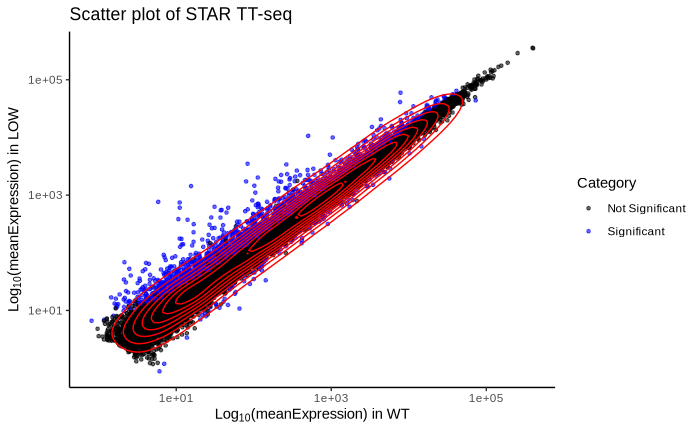 Scatter plot of STAR TT-seq
1e+05
1e+03
1e+01
Log10(meanExpression) in LOW
1e+01
1e+03
1e+05
Log10(meanExpression) in WT
Category
Not Significant
Significant